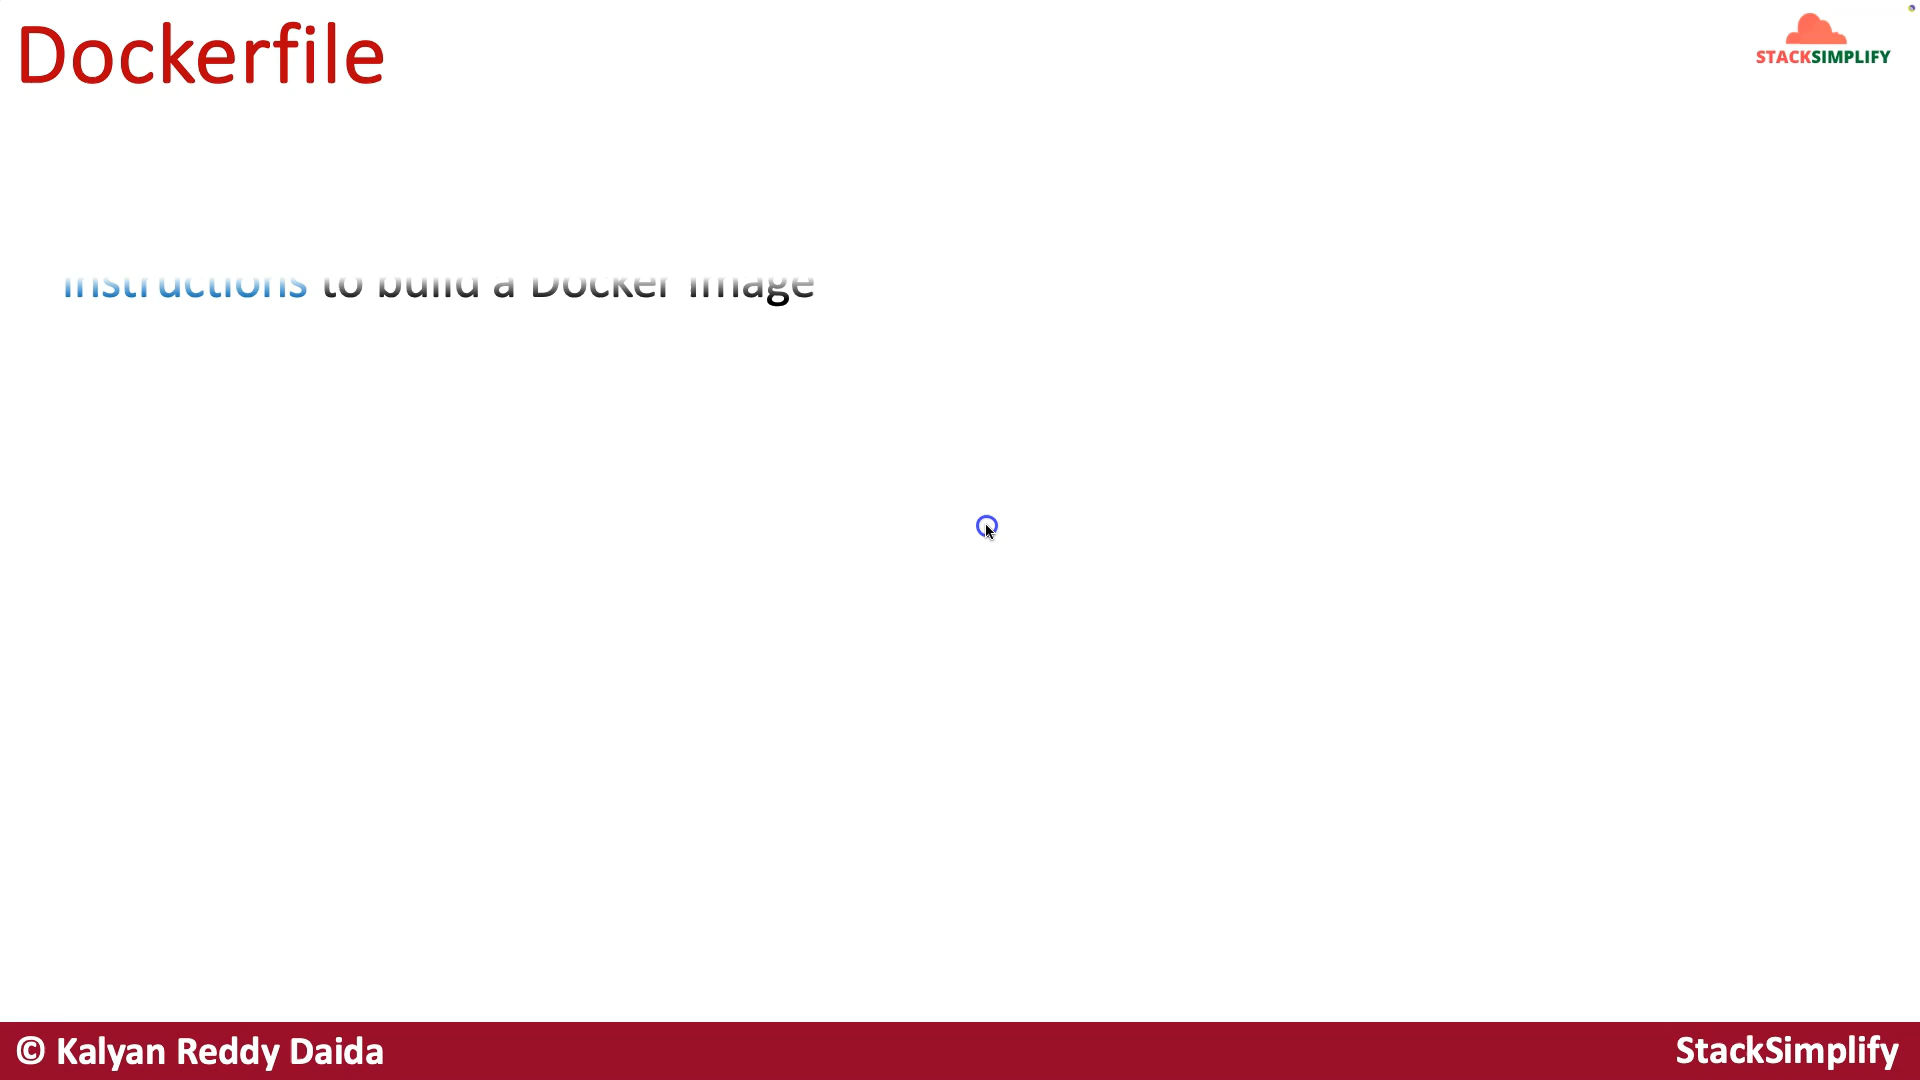 Dockerfile
STACKSIMPLIFY
instructions to build a Docker Image
© Kalyan Reddy Daida
StackSimplify